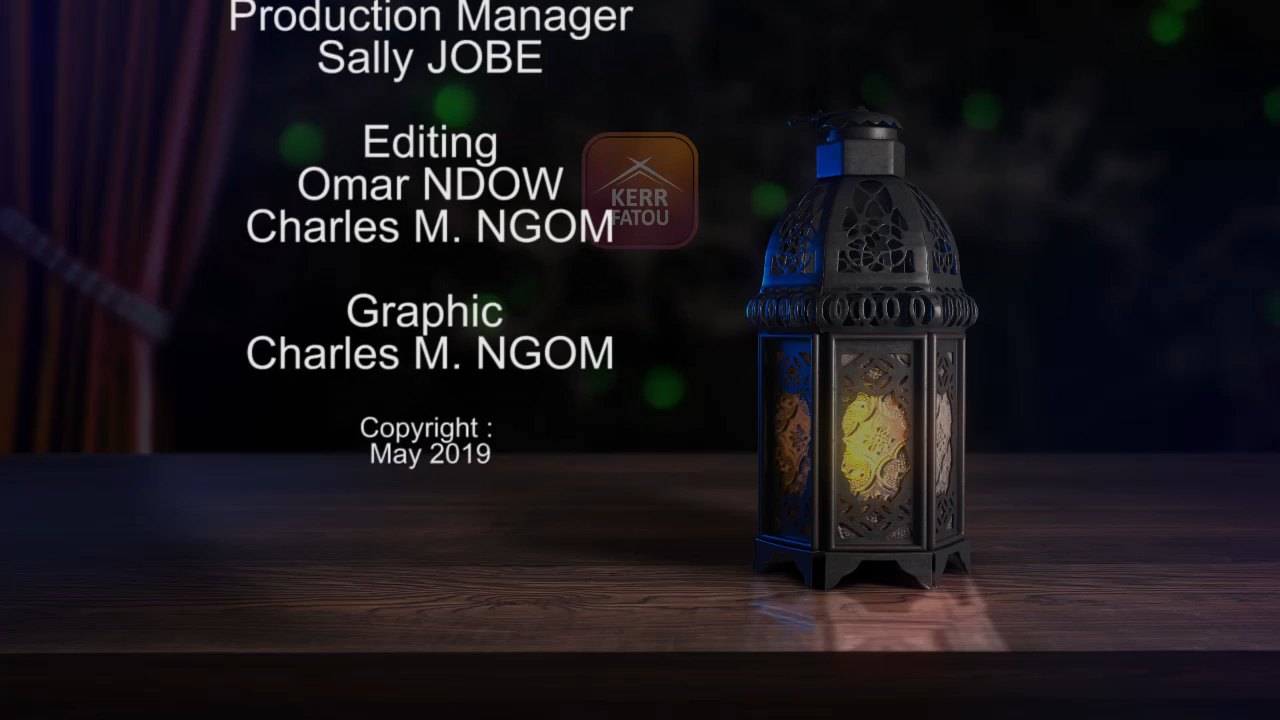 Production Manager
Sally JOBE
Editing
Omar NDOW
Charles M. NGOM
KERR
FATOU
Graphic
Charles M. NGOM
Copyright :
May 2019